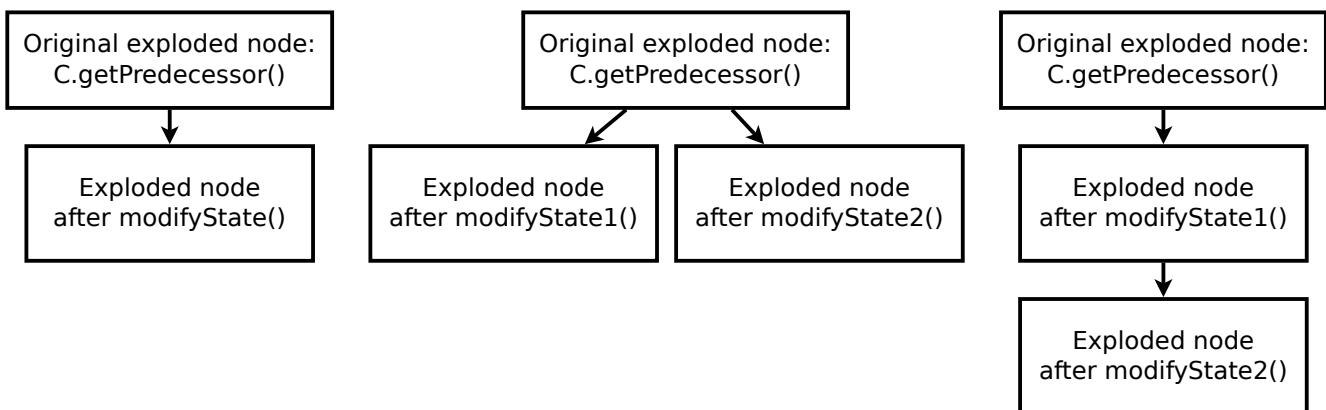 Original exploded node:
C.getPredecessor()
Exploded node
after modifyState()
Original exploded node:
C.getPredecessor()
Exploded node
after modifyState1()
Exploded node
after modifyState2()
Original exploded node:
C.getPredecessor()
Exploded node
after modifyState1()
Exploded node
after modifyState2()